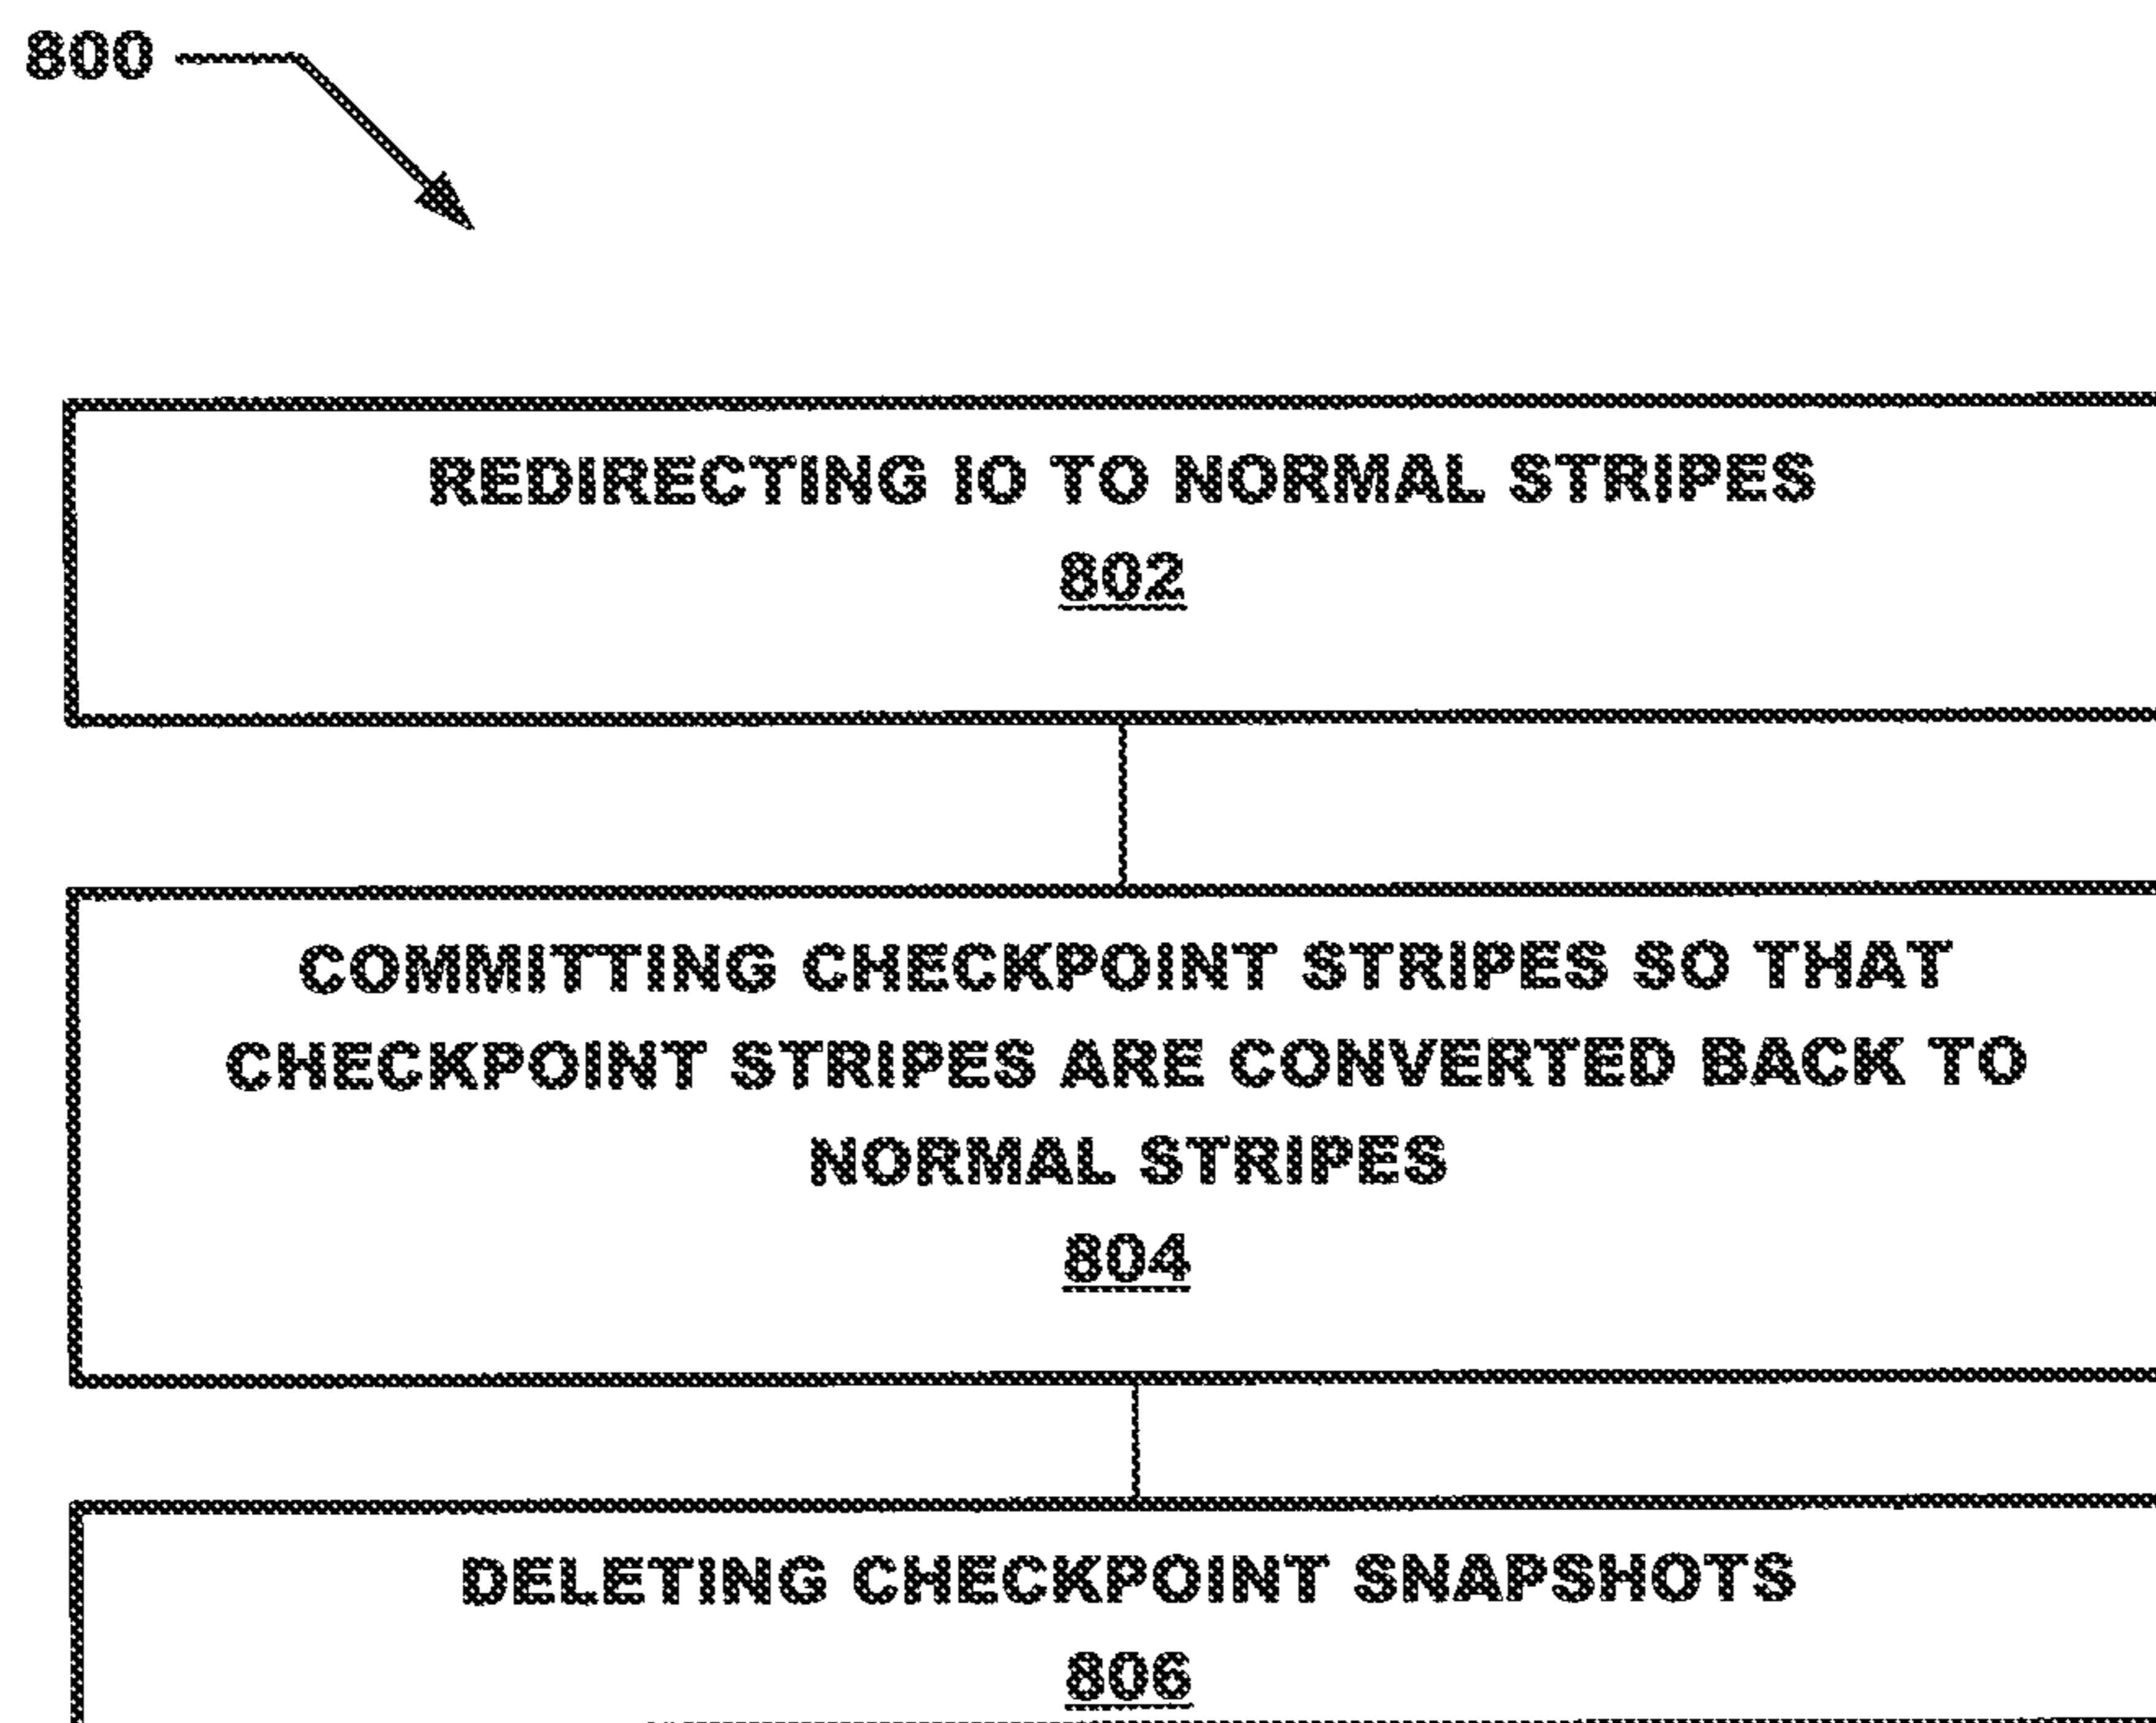 800
REDIRECTING IO TO NORMAL STRIPES
802
COMMITTING CHECKPOINT STRIPES SO THAT
CHECKPOINT STRIPES ARE CONVERTED BACK TO
NORMAL STRIPES
804
DELETING CHECKPOINT SNAPSHOTS
806